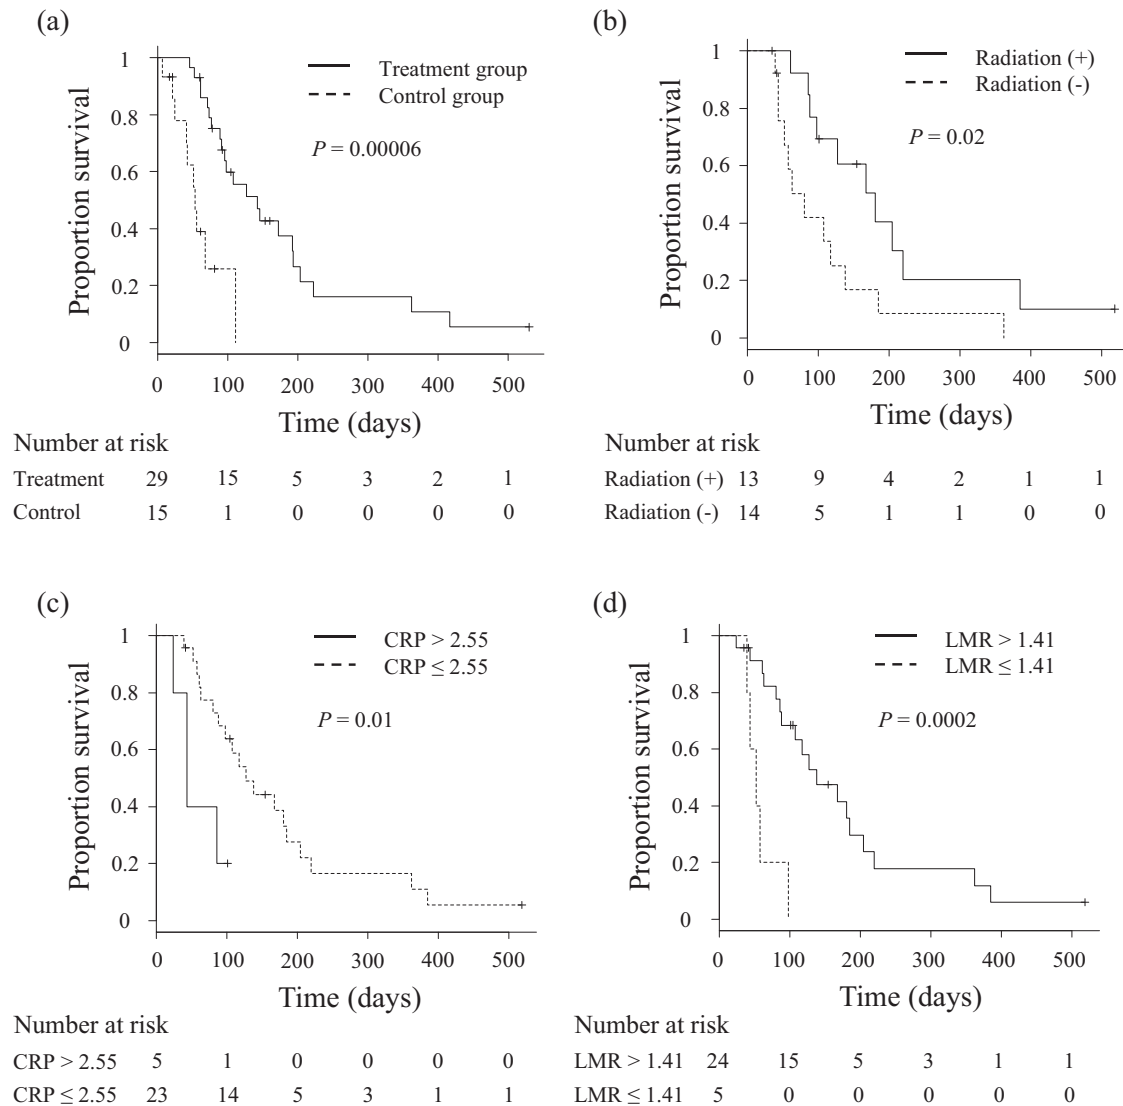 (a)
1
0.8
0.6
0.4
0.2
0
Proportion survival
Treatment group
Control group
P = 0.00006
0 100 200 300 400 500
Time (days)
Number at risk
Treatment 29 15 5 3 2 1
Control 15 1 0 0 0 0
(b)
1
0.8
0.6
0.4
0.2
0
Proportion survival
Radiation (+)
Radiation (-)
P = 0.02
0 100 200 300 400 500
Time (days)
Number at risk
Radiation (+) 13 9 4 2 1 1
Radiation (-) 14 5 1 1 0 0
(c)
1
0.8
0.6
0.4
0.2
0
Proportion survival
CRP > 2.55
CRP ≤ 2.55
P = 0.01
0 100 200 300 400 500
Time (days)
Number at risk
CRP > 2.55 5 1 0 0 0 0
CRP ≤ 2.55 23 14 5 3 1 1
(d)
1
0.8
0.6
0.4
0.2
0
Proportion survival
LMR > 1.41
LMR ≤ 1.41
P = 0.0002
0 100 200 300 400 500
Time (days)
Number at risk
LMR > 1.41 24 15 5 3 1 1
LMR ≤ 1.41 5 0 0 0 0 0